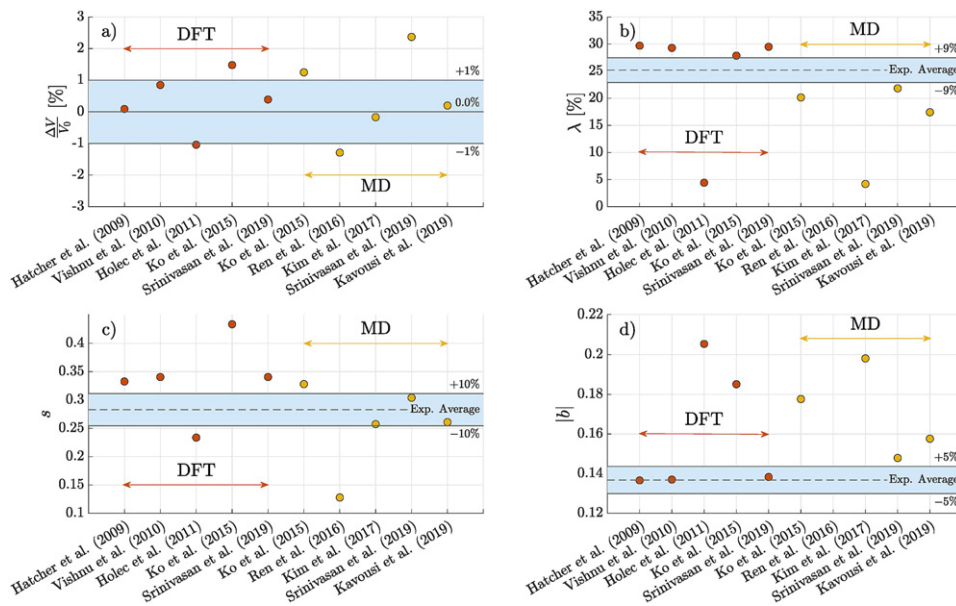 a)
DFT
MD
3
2
1
0
-1
-2
-3
ΔV
V₀
[%]
+1%
0.0%
−1%
Hatcher et al. (2009)
Vishnu et al. (2010)
Holec et al. (2011)
Ko et al. (2015)
Srinivasan et al. (2019)
Ko et al. (2015)
Ren et al. (2016)
Kim et al. (2017)
Srinivasan et al. (2019)
Kavousi et al. (2019)
b)
MD
DFT
35
30
25
20
15
10
5
0
λ [%]
+9%
Exp. Average
−9%
Hatcher et al. (2009)
Vishnu et al. (2010)
Holec et al. (2011)
Ko et al. (2015)
Srinivasan et al. (2019)
Ko et al. (2015)
Ren et al. (2016)
Kim et al. (2017)
Srinivasan et al. (2019)
Kavousi et al. (2019)
c)
MD
DFT
0.4
0.35
0.3
0.25
0.2
0.15
0.1
s
+10%
Exp. Average
−10%
Hatcher et al. (2009)
Vishnu et al. (2010)
Holec et al. (2011)
Ko et al. (2015)
Srinivasan et al. (2019)
Ko et al. (2015)
Ren et al. (2016)
Kim et al. (2017)
Srinivasan et al. (2019)
Kavousi et al. (2019)
d)
MD
DFT
0.22
0.2
0.18
0.16
0.14
0.12
|b|
+5%
Exp. Average
−5%
Hatcher et al. (2009)
Vishnu et al. (2010)
Holec et al. (2011)
Ko et al. (2015)
Srinivasan et al. (2019)
Ko et al. (2015)
Ren et al. (2016)
Kim et al. (2017)
Srinivasan et al. (2019)
Kavousi et al. (2019)